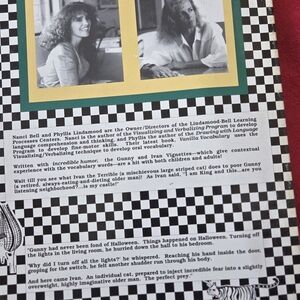 Nanci Bell and Phyllis Lindamood are the Owner/Directors of the Lindamood-Bell Learning
Processes Centers. Nanci is the author of the Visualizing and Verbalizing Program to develop
language comprehension and thinking, and Phyllis the author of the Drawing with Language
Program to develop fine-motor skills. Their latest book, Vanilla Vocabulary uses the
Visualizing/Verbalizing technique to develop oral vocabulary.
Written with incredible humor, the Gunny and Ivan Vignettes—which give contextual
experience with the vocabulary words—are a hit with both children and adults!
Wait till you see what Ivan the Terrible (a mischievous large striped cat) does to poor Gunny
(a retired, always-eating-and-dieting older man)! As Ivan said, "I am King and this...are you
listening neighborhood?...is my castle!"
"Gunny had never been fond of Halloween. Things happened on Halloween. Turning off
the lights in the living room, he hurtled down the ball to his bedroom.
'Why did I turn off all the lights?' he whispered. Reaching his hand inside the door,
groping for the switch, he felt another shudder run through his body.
And here came Ivan. An individual cat, prepared to inject incredible fear into a slightly
overweight, highly imaginative older man. The perfect prey."